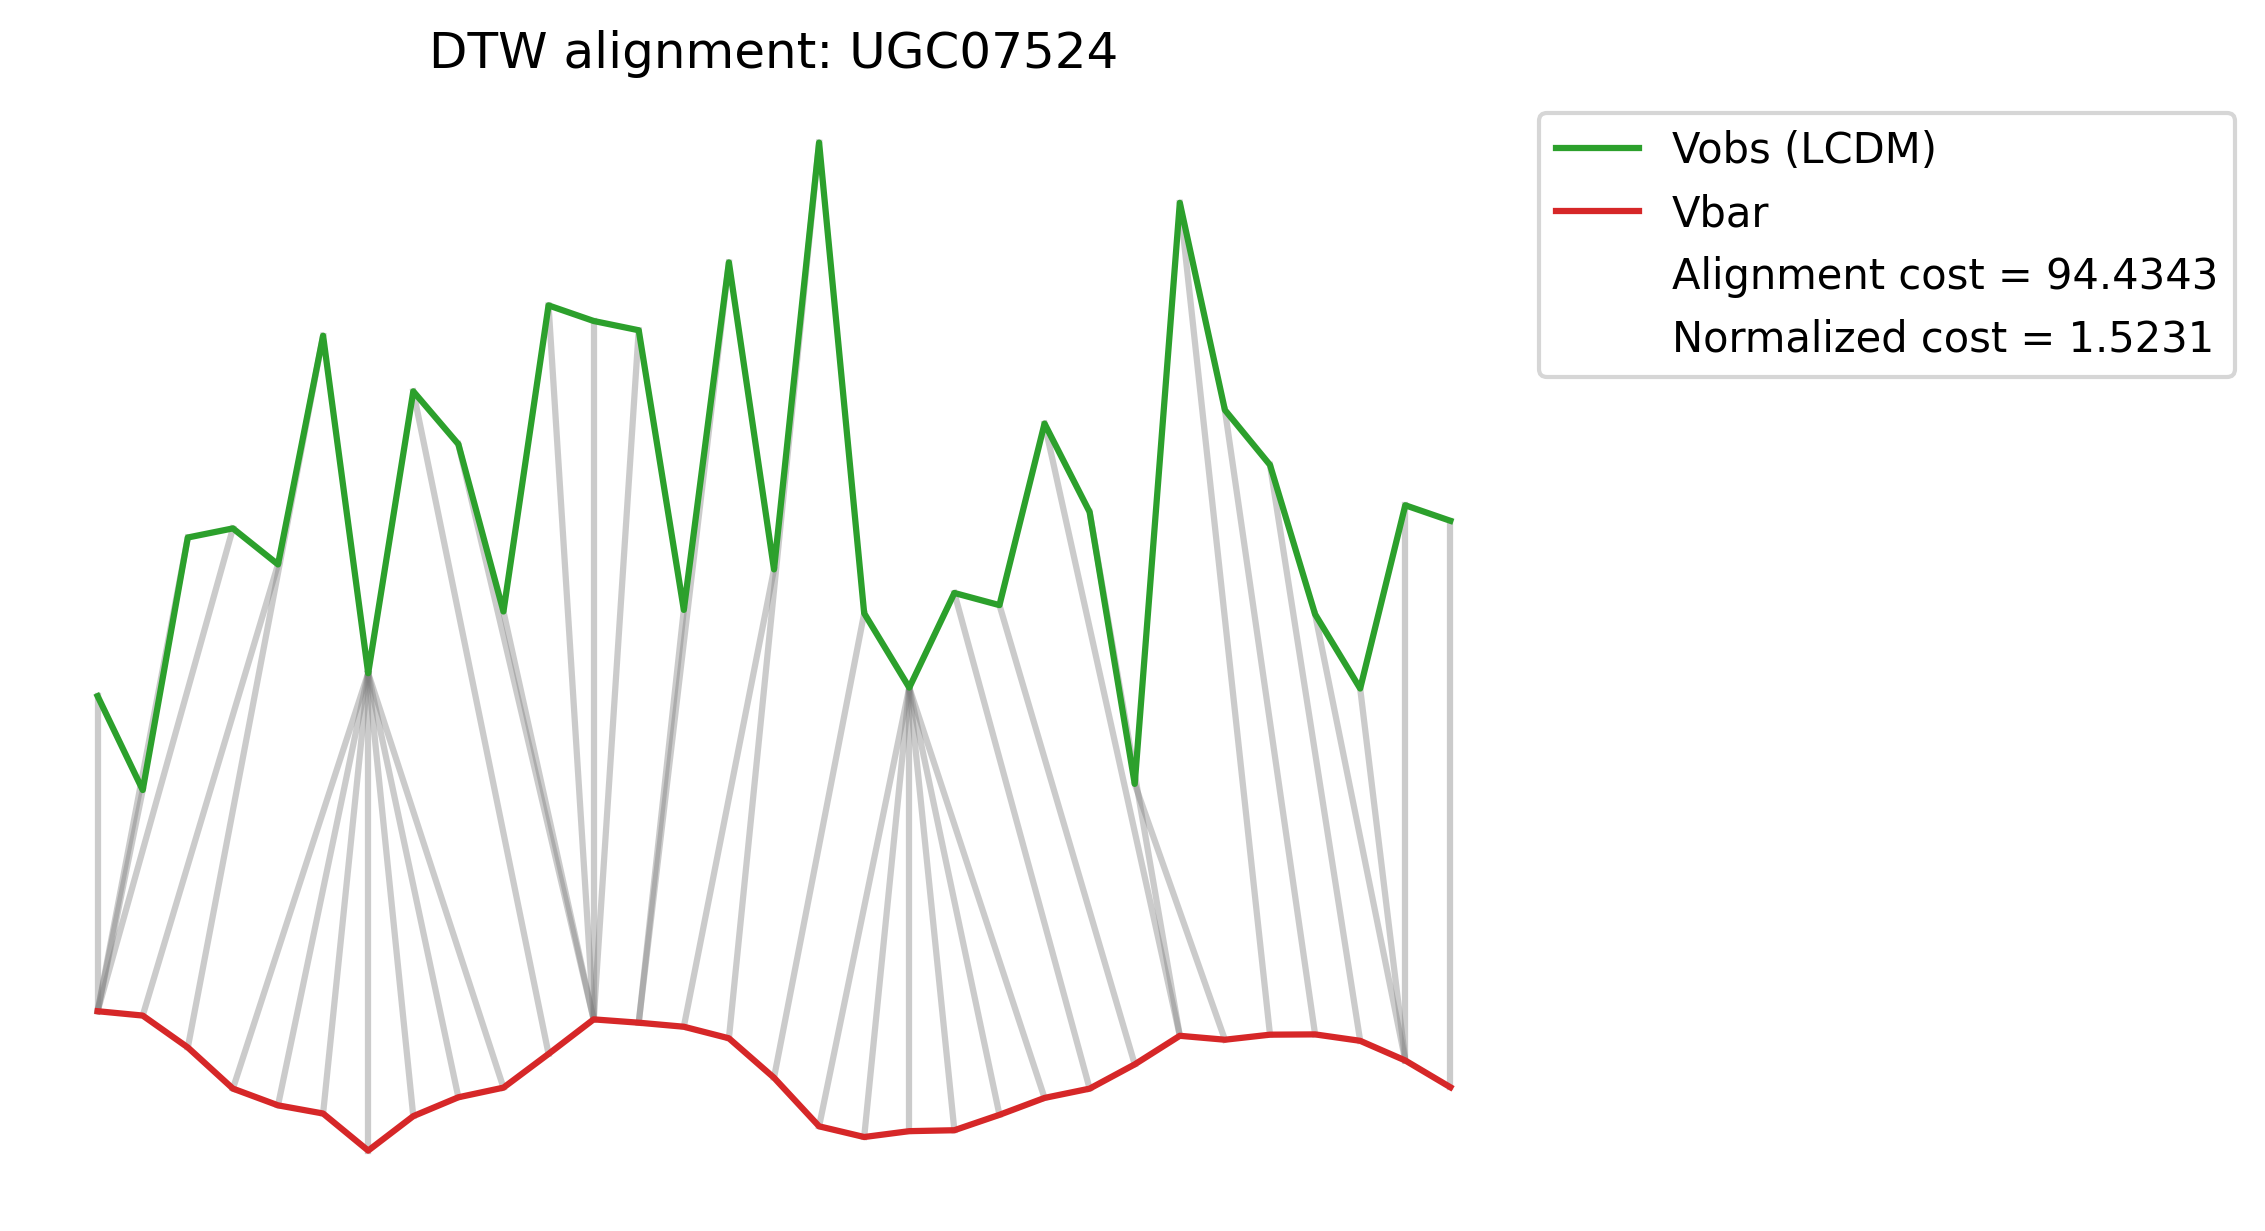 DTW alignment: UGC07524
Vobs (LCDM)
Vbar
Alignment cost = 94.4343
Normalized cost = 1.5231